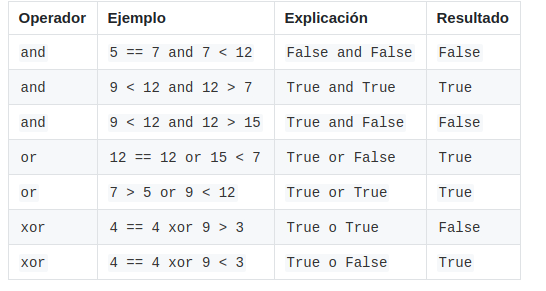 Operador Ejemplo Explicación Resultado
and 5 == 7 and 7 < 12 False and False False
and 9 < 12 and 12 > 7 True and True True
and 9 < 12 and 12 > 15 True and False False
or 12 == 12 or 15 < 7 True or False True
or 7 > 5 or 9 < 12 True or True True
xor 4 == 4 xor 9 > 3 True o True False
xor 4 == 4 xor 9 < 3 True o False True